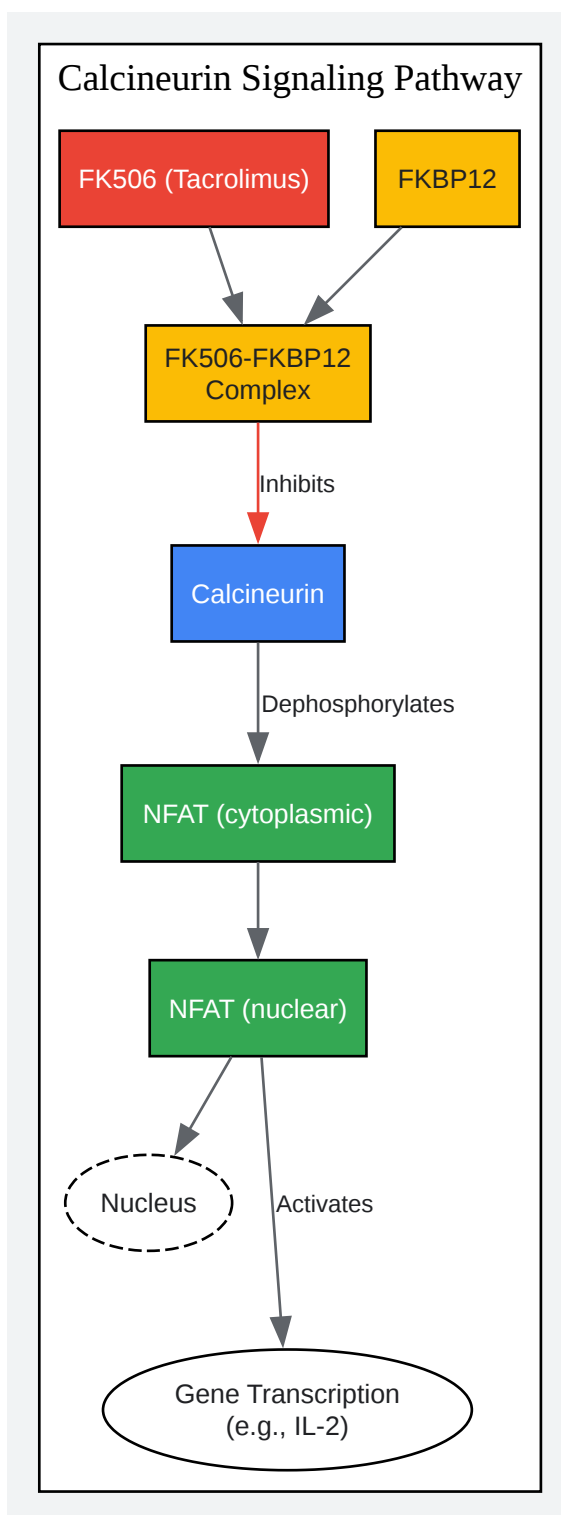 Calcineurin Signaling Pathway
FK506 (Tacrolimus)
FKBP12
FK506-FKBP12
Complex
Inhibits
Calcineurin
Dephosphorylates
NFAT (cytoplasmic)
NFAT (nuclear)
Nucleus
Activates
Gene Transcription
(e.g., IL-2)